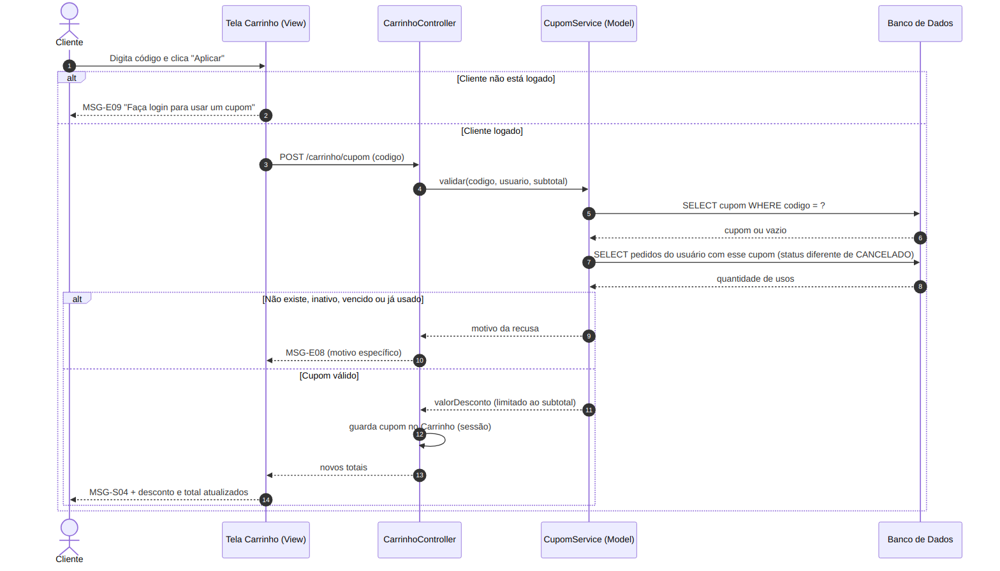 Cliente
Tela Carrinho (View)
CarrinhoController
CupomService (Model)
Banco de Dados
1
Digita código e clica "Aplicar"
alt
[Cliente não está logado]
MSG-E09 "Faça login para usar um cupom"
2
[Cliente logado]
3
POST /carrinho/cupom (codigo)
4
validar(codigo, usuario, subtotal)
5
SELECT cupom WHERE codigo = ?
cupom ou vazio
6
7
SELECT pedidos do usuário com esse cupom (status diferente de CANCELADO)
quantidade de usos
8
alt
[Não existe, inativo, vencido ou já usado]
motivo da recusa
9
MSG-E08 (motivo específico)
10
[Cupom válido]
valorDesconto (limitado ao subtotal)
11
guarda cupom no Carrinho (sessão)
12
novos totais
13
MSG-S04 + desconto e total atualizados
14
Cliente
Tela Carrinho (View)
CarrinhoController
CupomService (Model)
Banco de Dados